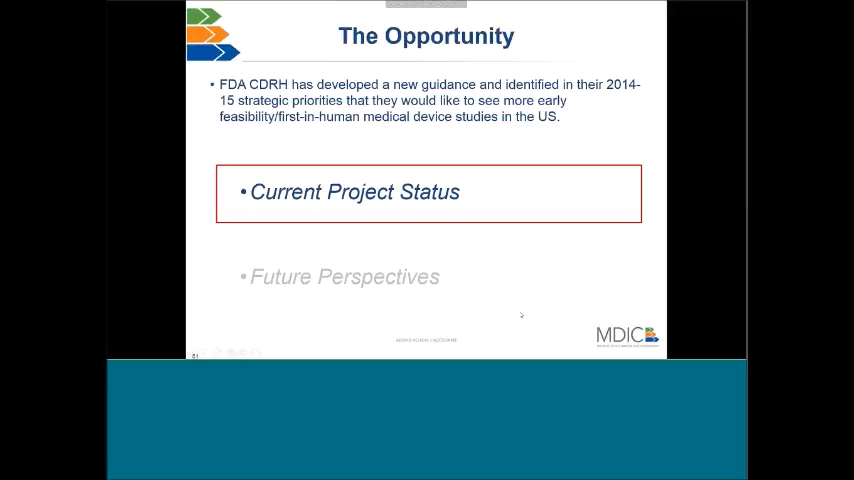 The Opportunity
• FDA CDRH has developed a new guidance and identified in their 2014-
15 strategic priorities that they would like to see more early
feasibility/first-in-human medical device studies in the US.
• Current Project Status
• Future Perspectives
MDIC
51